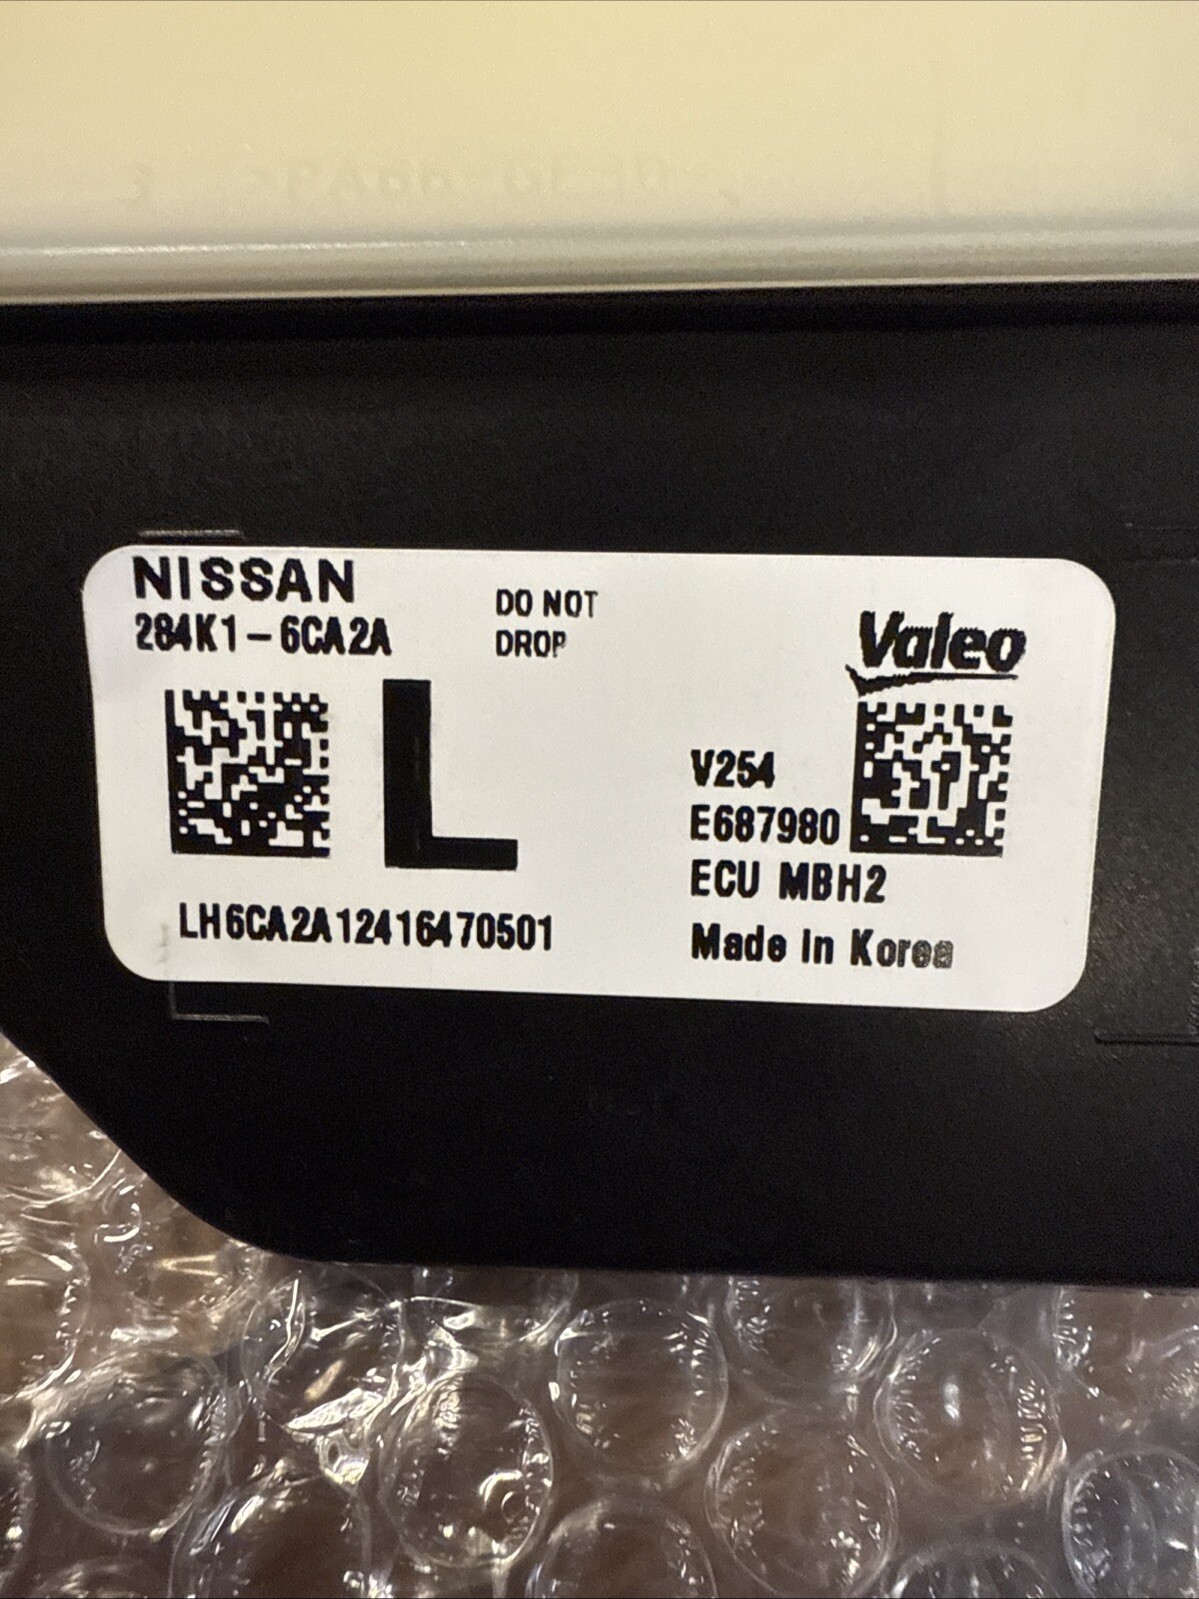 NISSAN
284K1-6CA2A
DO NOT
DROP
Valeo
L
V254
E687980
ECU MBH2
LH6CA2A12416470501
Made in Korea